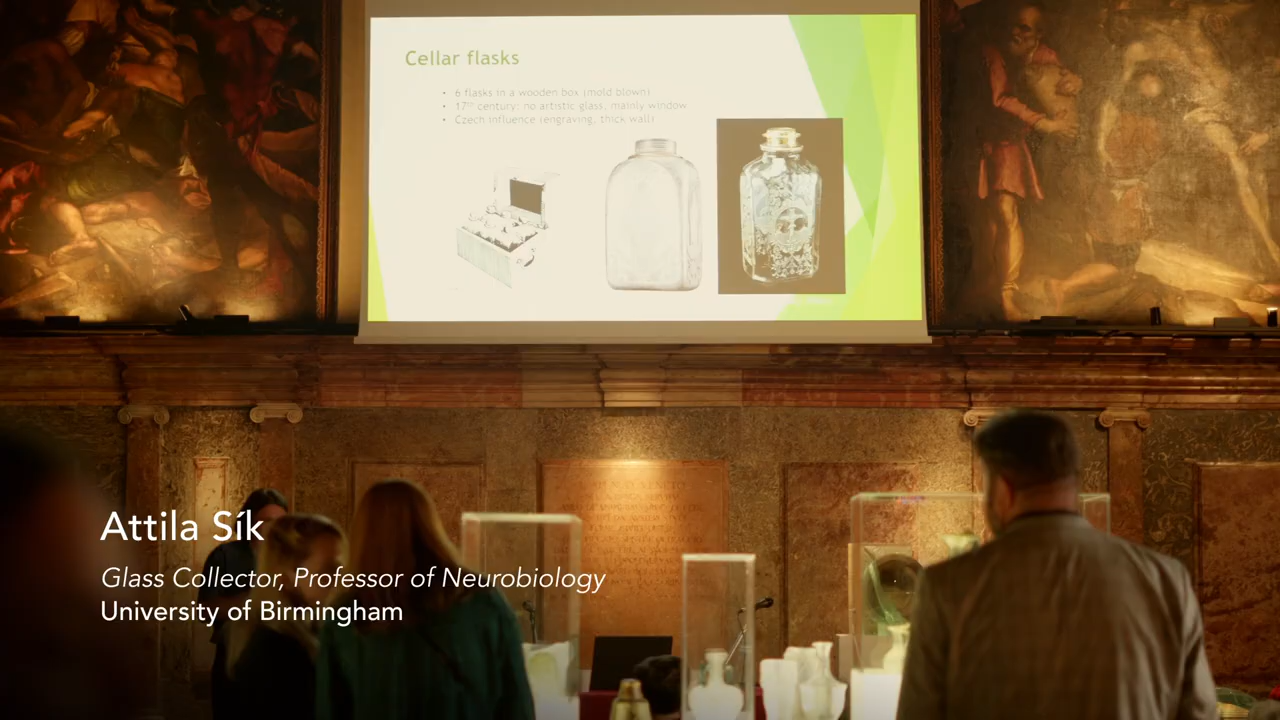 Cellar flasks
• 6 flasks in a wooden box (mold blown)
• 17th century: no artistic glass, mainly window
• Czech influence (engraving, thick wall)
Attila Sík
Glass Collector, Professor of Neurobiology
University of Birmingham